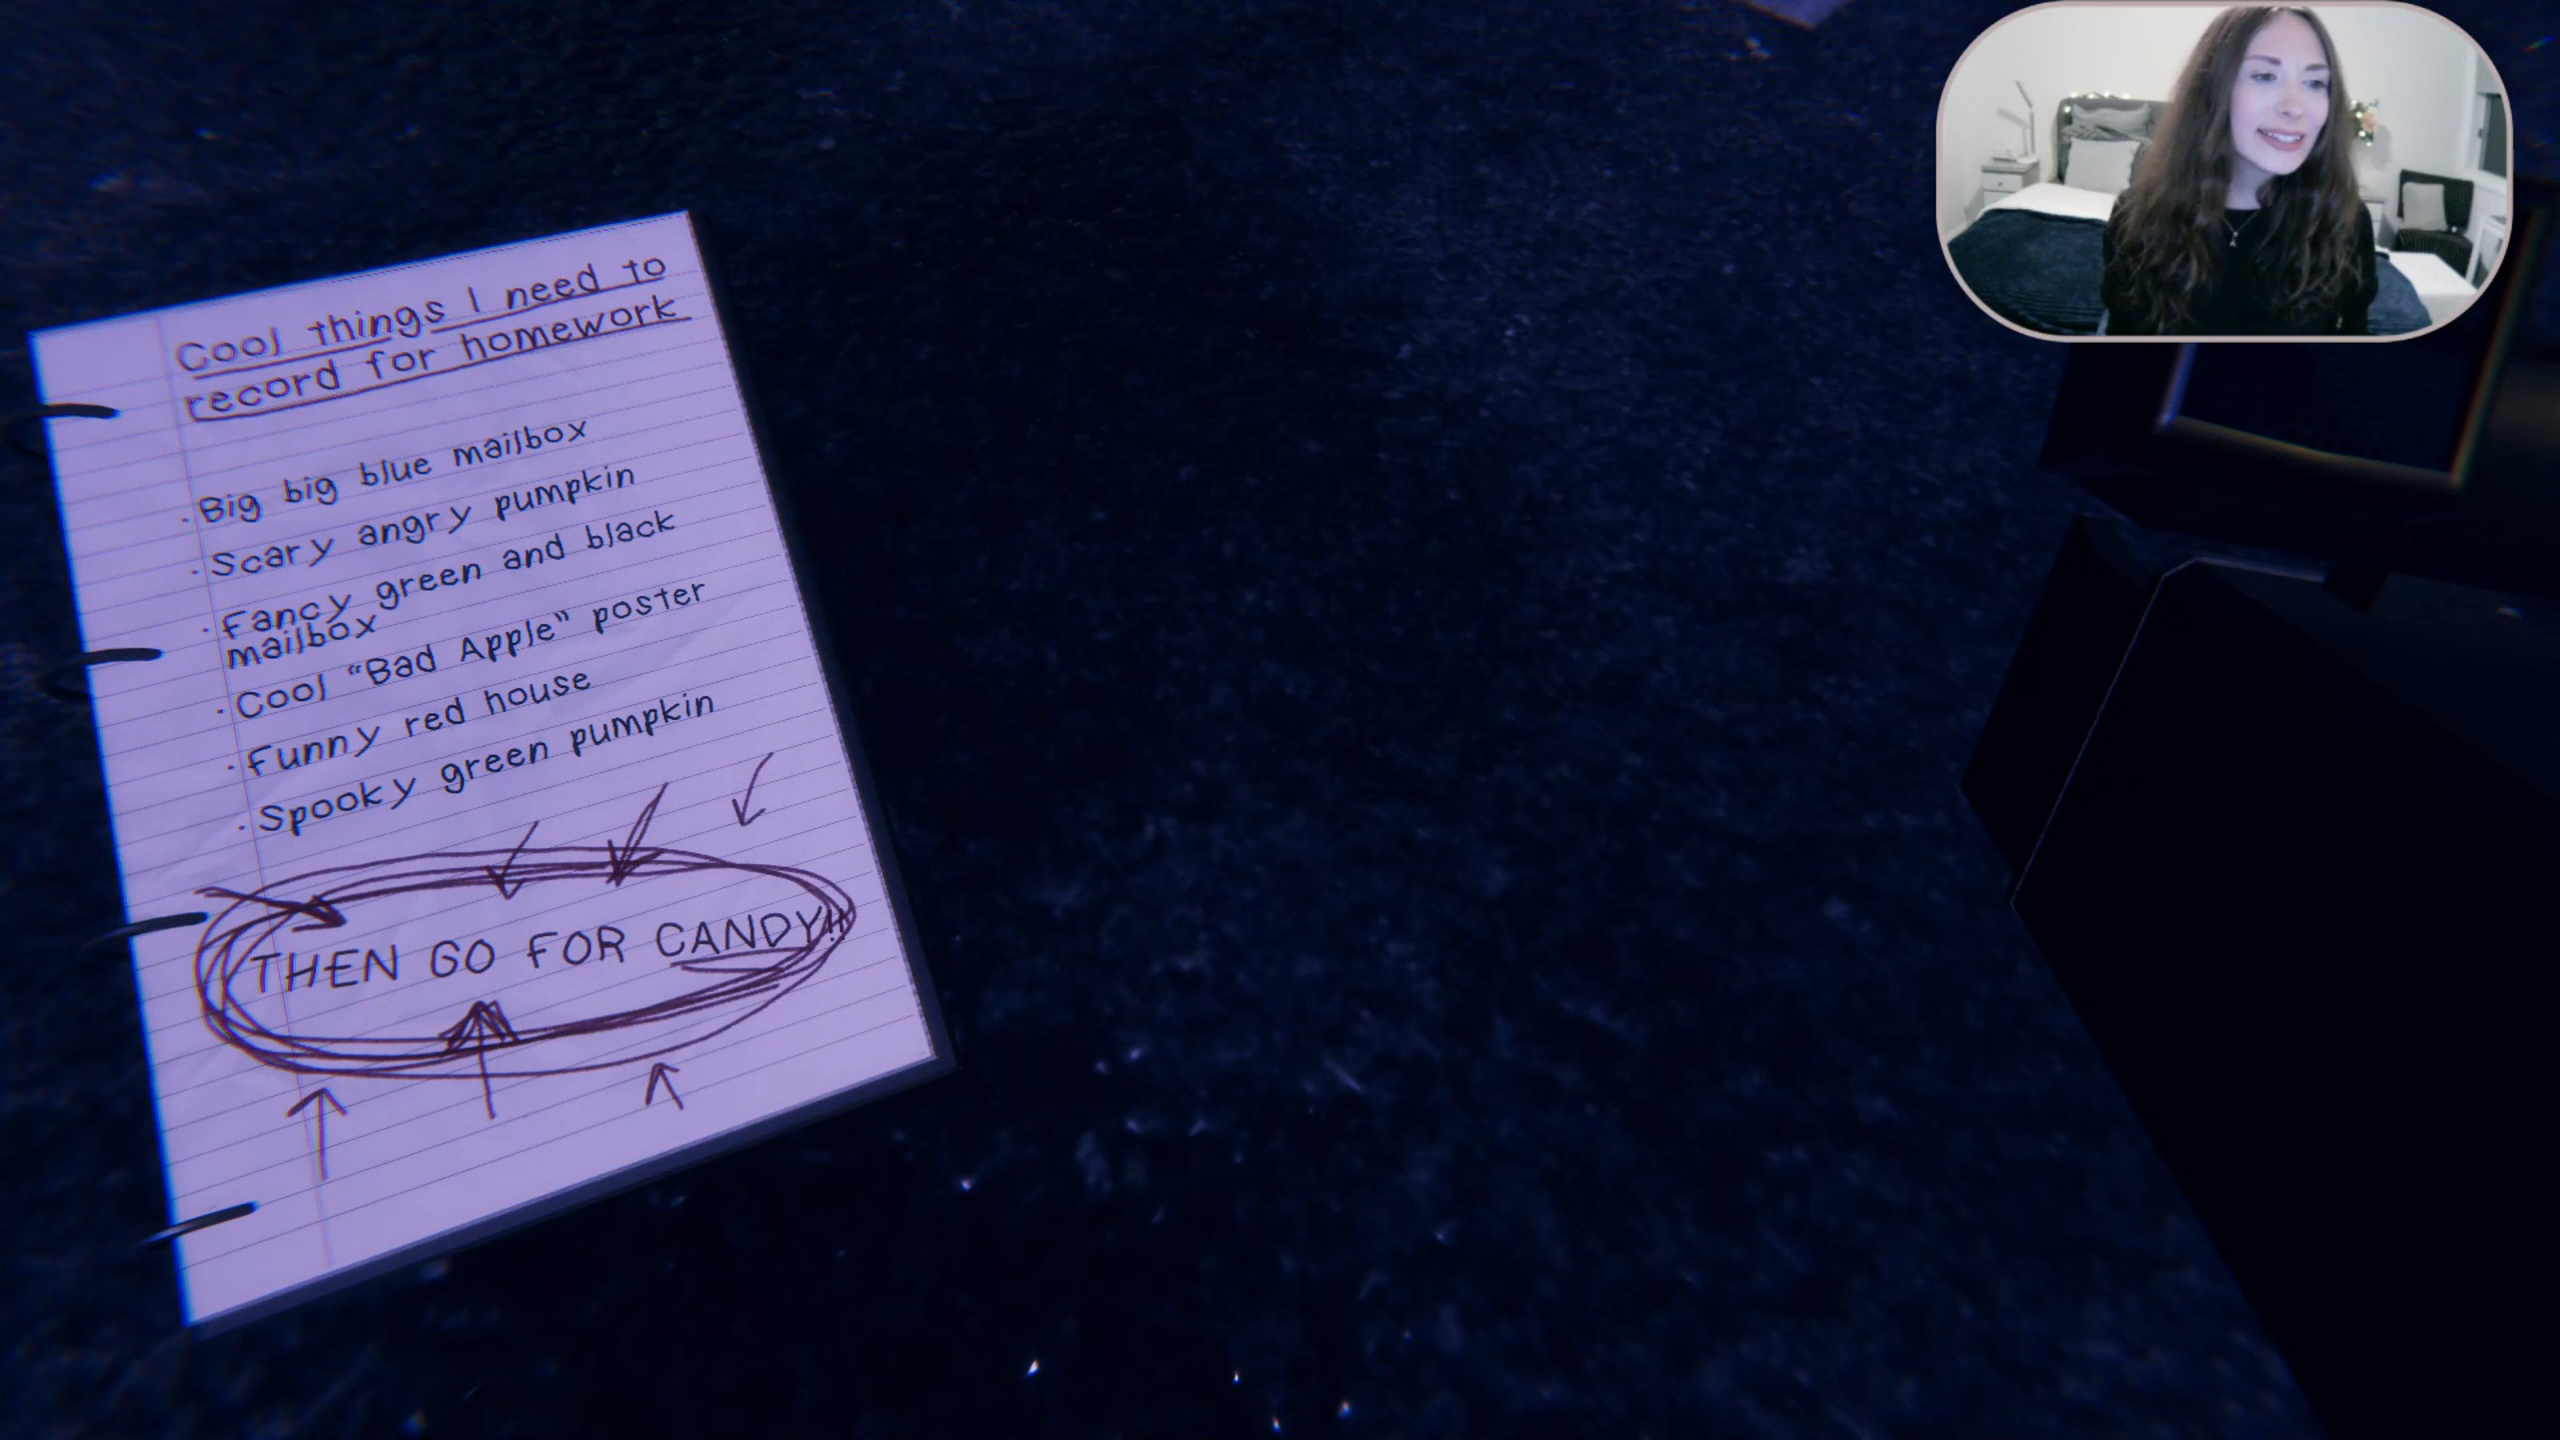 Cool things I need to
record for homework
· Big big blue mailbox
· Scary angry pumpkin
· Fancy green and black
mailbox
· Cool “Bad Apple” poster
· Funny red house
· Spooky green pumpkin
THEN GO FOR CANDY!!